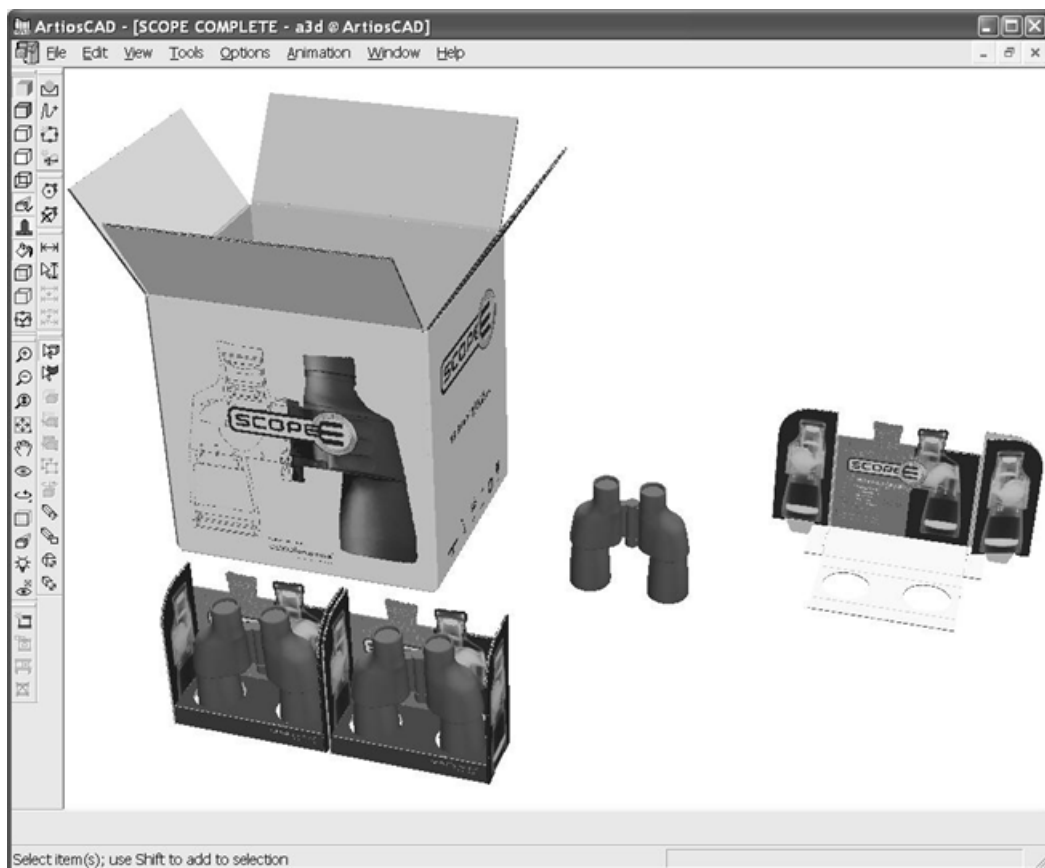 ArtiosCAD - [SCOPE COMPLETE - a3d @ ArtiosCAD]
File Edit View Tools Options Animation Window Help
SCOPE
SCOPE
SCOPE
Select item(s); use Shift to add to selection